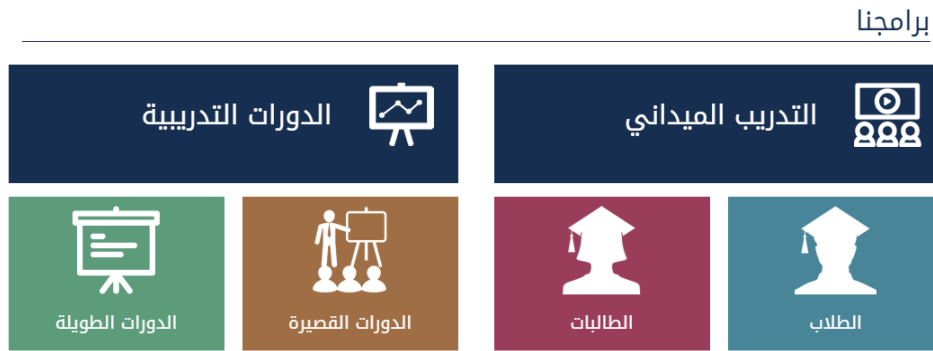 برامجنا
التدريب الميداني
الدورات التدريبية
الطلاب
الطالبات
الدورات القصيرة
الدورات الطويلة